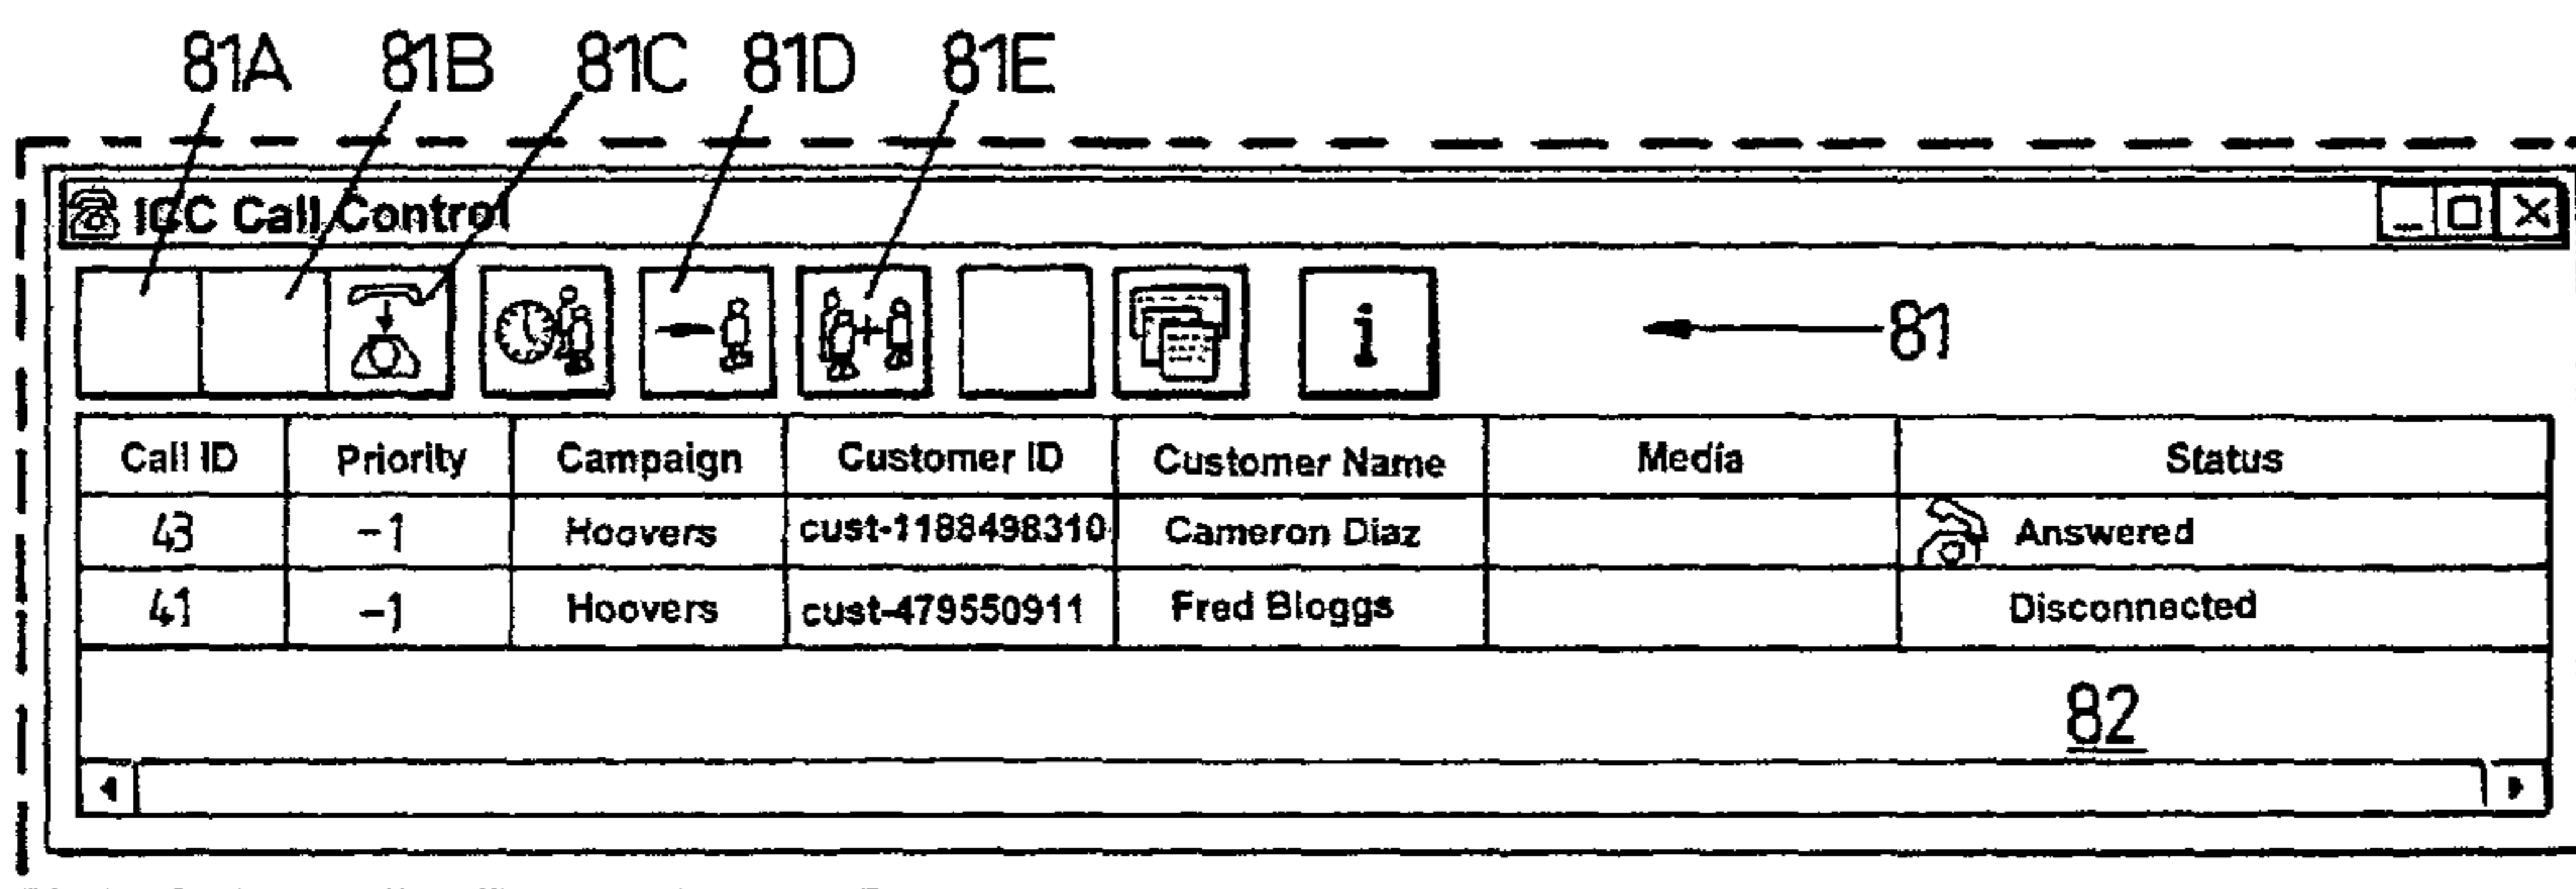 81A 81B 81C 81D 81E
ICC Call Control
i
81
Call ID Priority Campaign Customer ID Customer Name Media Status
43 -1 Hoovers cust-1188498310 Cameron Diaz Answered
41 -1 Hoovers cust-479550911 Fred Bloggs Disconnected
82